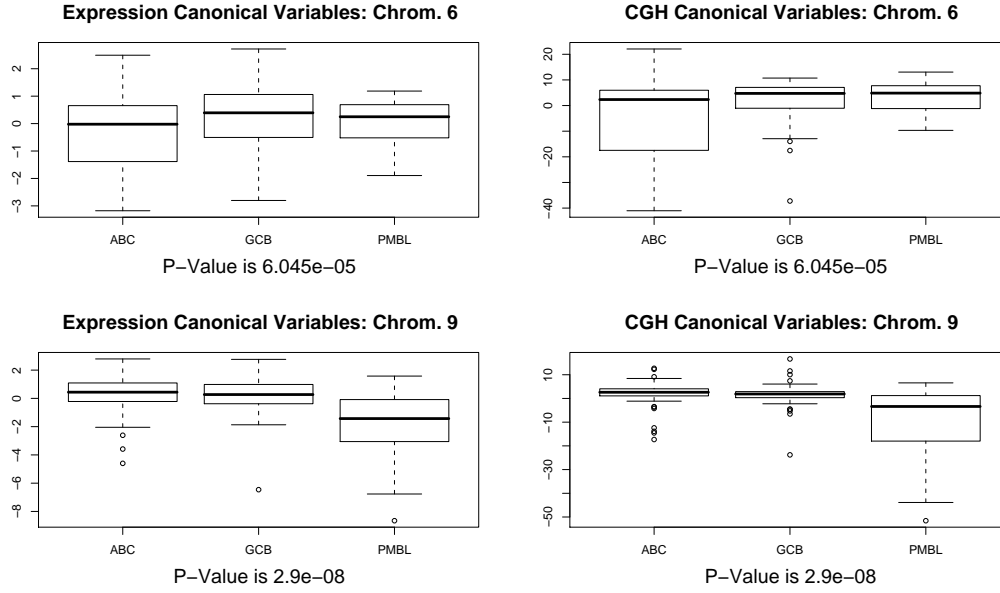 Expression Canonical Variables: Chrom. 6
2
1
0
−1
−2
−3
ABC GCB PMBL
P−Value is 6.045e−05
CGH Canonical Variables: Chrom. 6
20
10
0
−20
−40
ABC GCB PMBL
P−Value is 6.045e−05
Expression Canonical Variables: Chrom. 9
2
0
−2
−4
−6
−8
ABC GCB PMBL
P−Value is 2.9e−08
CGH Canonical Variables: Chrom. 9
10
−10
−30
−50
ABC GCB PMBL
P−Value is 2.9e−08